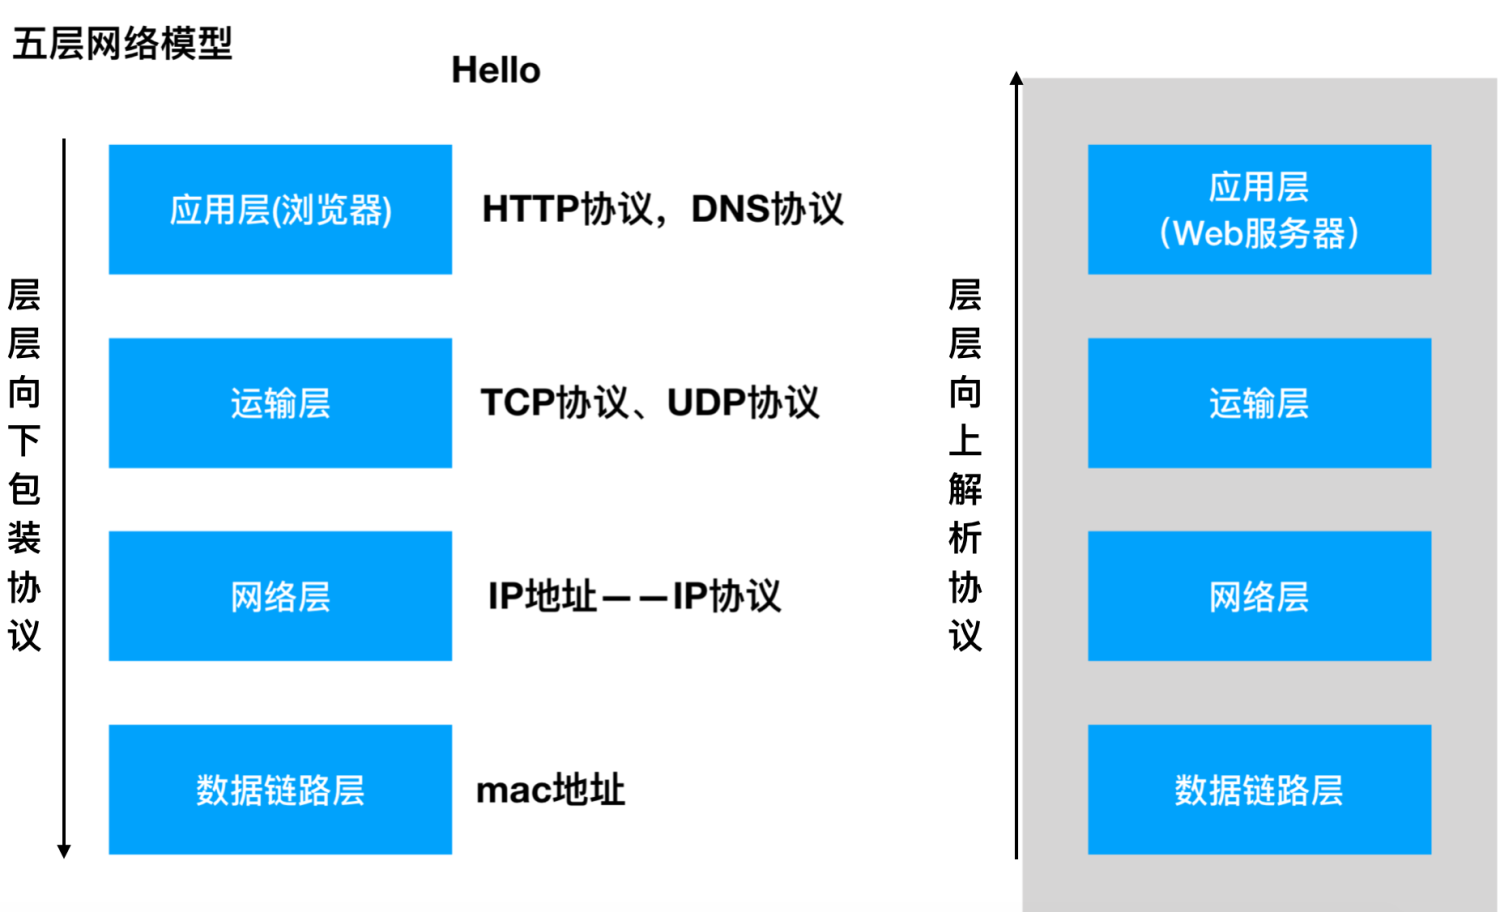 五层网络模型
Hello
层层向下包装协议
应用层(浏览器)
HTTP协议，DNS协议
运输层
TCP协议、UDP协议
网络层
IP地址——IP协议
数据链路层
mac地址
层层向上解析协议
应用层
（Web服务器）
运输层
网络层
数据链路层